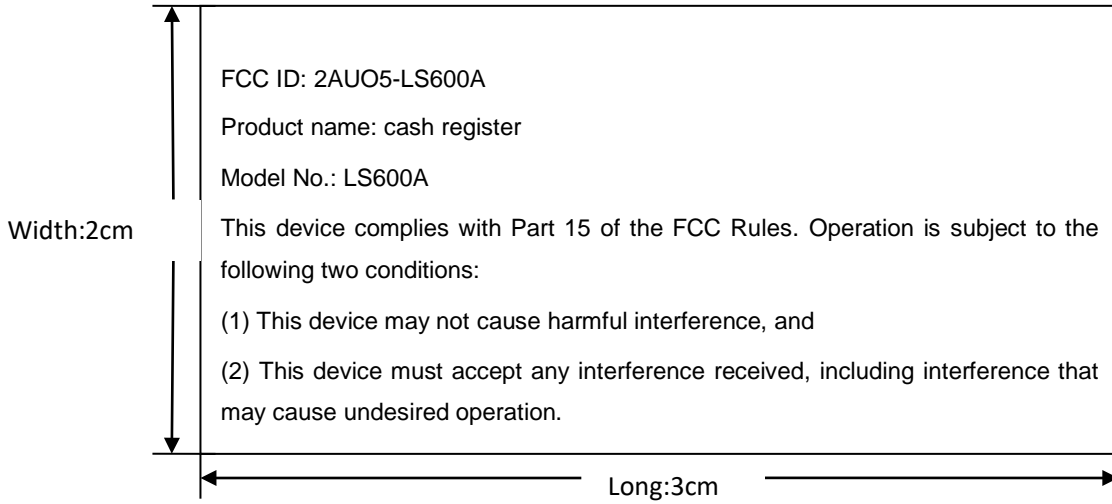 FCC ID: 2AUO5-LS600A
Product name: cash register
Model No.: LS600A
Width:2cm
This device complies with Part 15 of the FCC Rules. Operation is subject to the
following two conditions:
(1) This device may not cause harmful interference, and
(2) This device must accept any interference received, including interference that
may cause undesired operation.
Long:3cm